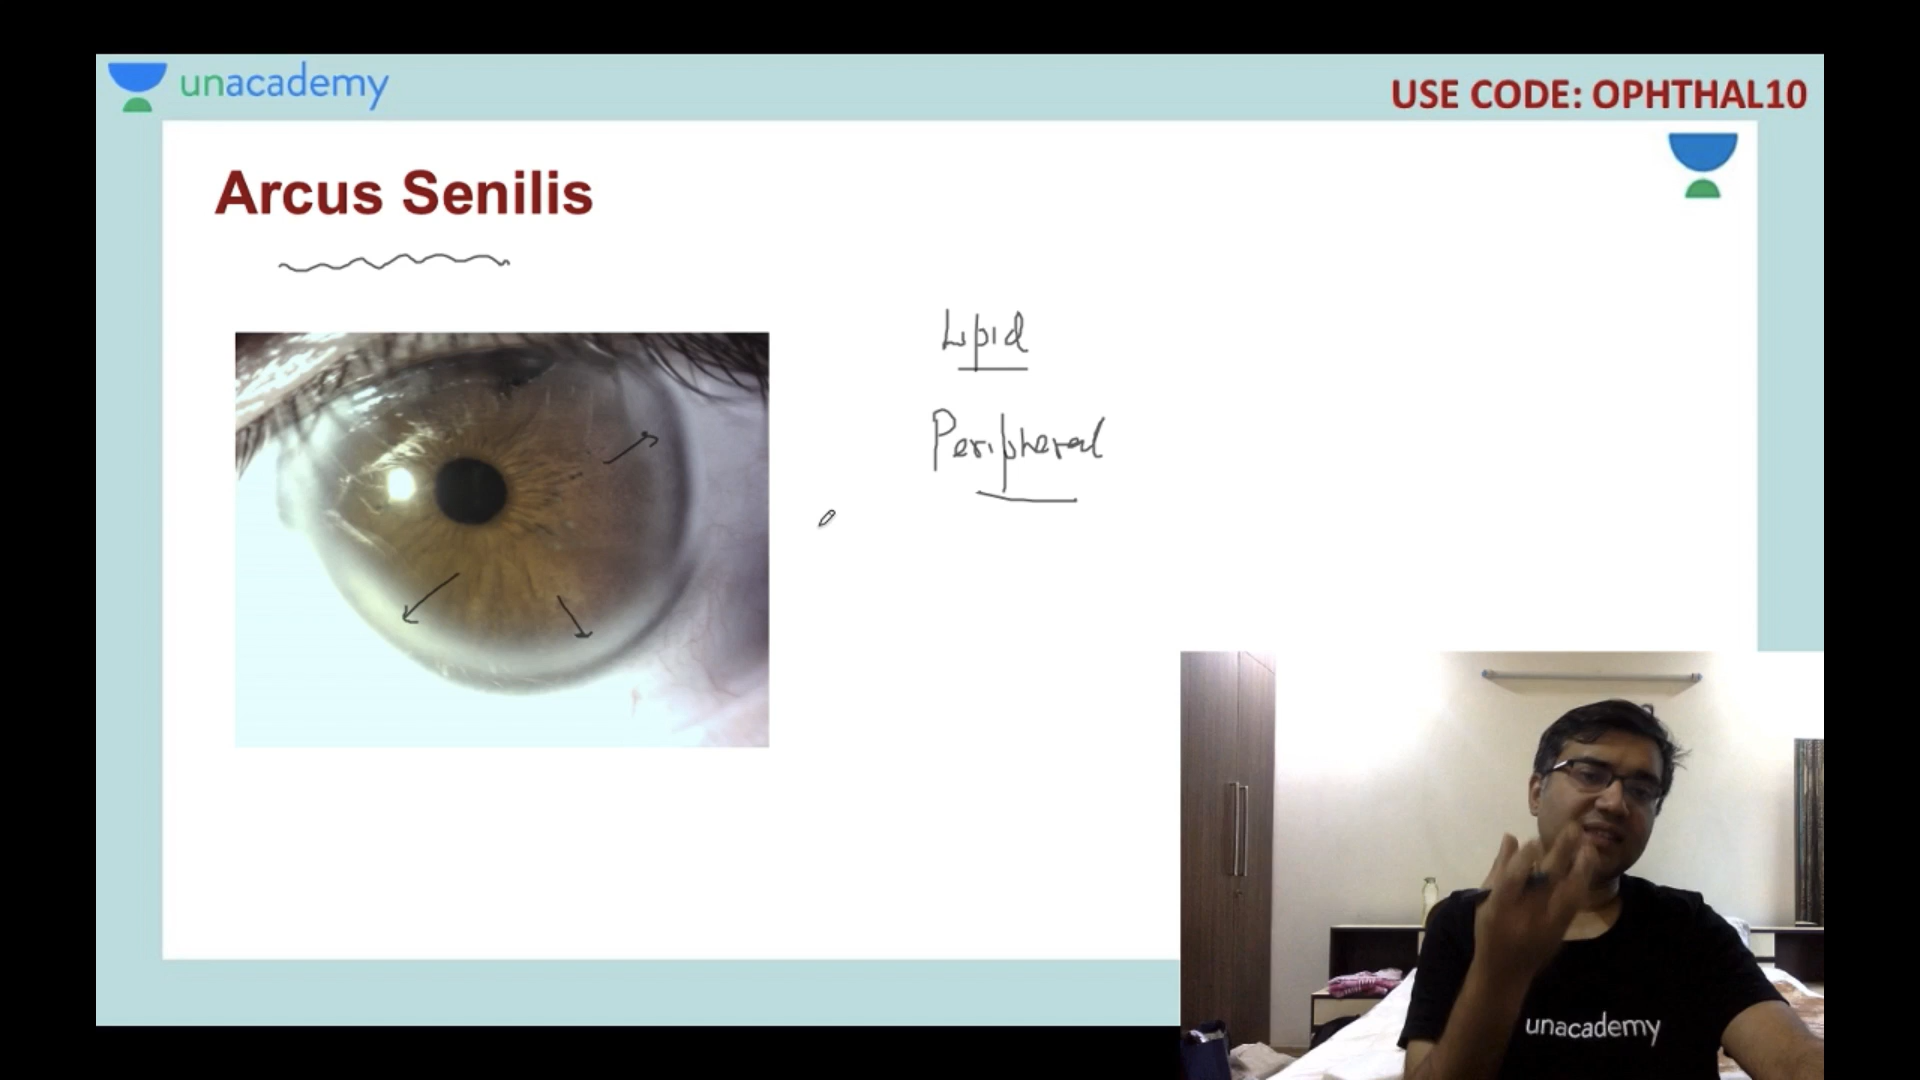 unacademy
USE CODE: OPHTHAL10
Arcus Senilis
Lipid
Peripheral
unacademy